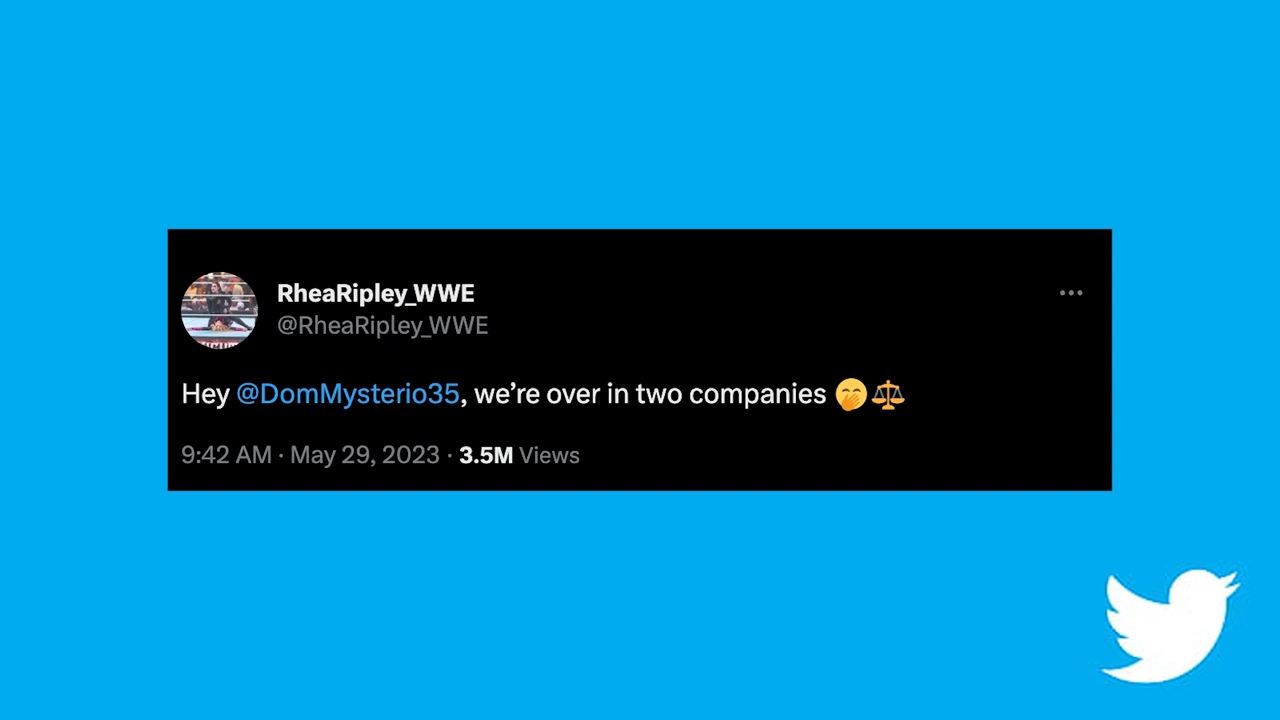 RheaRipley_WWE
@RheaRipley_WWE
Hey @DomMysterio35, we’re over in two companies 🤭⚖️
9:42 AM · May 29, 2023 · 3.5M Views